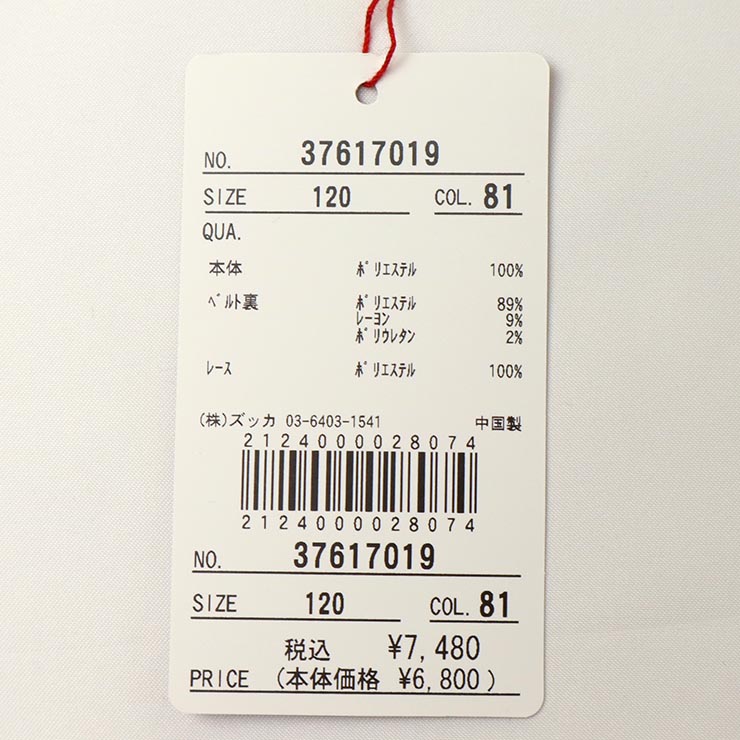 NO. 37617019
SIZE 120 COL. 81
QUA.
本体 ポリエステル 100%
ベルト裏 ポリエステル 89%
レーヨン 9%
ポリウレタン 2%
レース ポリエステル 100%
(株)ズッカ 03-6403-1541 中国製
2124000028074
2124000028074
NO. 37617019
SIZE 120 COL. 81
税込 ¥7,480
PRICE (本体価格 ¥6,800)